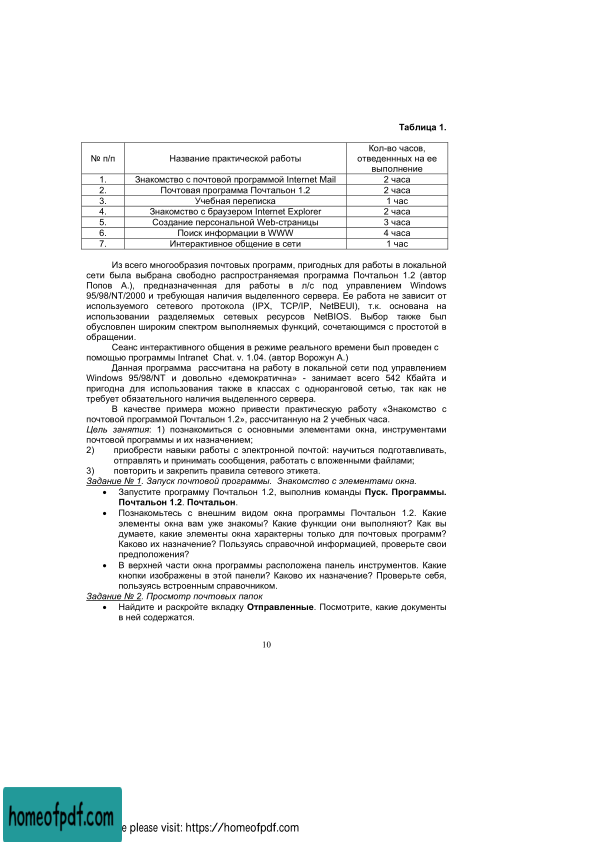 Таблица 1.
№ п/п
Название практической работы
Кол-во часов,
отведеннных на ее
выполнение
1. Знакомство с почтовой программой Internet Mail 2 часа
2. Почтовая программа Почтальон 1.2 2 часа
3. Учебная переписка 1 час
4. Знакомство с браузером Internet Explorer 2 часа
5. Создание персональной Web-страницы 3 часа
6. Поиск информации в WWW 4 часа
7. Интерактивное общение в сети 1 час
Из всего многообразия почтовых программ, пригодных для работы в локальной
сети была выбрана свободно распространяемая программа Почтальон 1.2 (автор
Попов А.), предназначенная для работы в л/с под управлением Windows
95/98/NT/2000 и требующая наличия выделенного сервера. Ее работа не зависит от
используемого сетевого протокола (IPX, TCP/IP, NetBEUI), т.к. основана на
использовании разделяемых сетевых ресурсов NetBIOS. Выбор также был
обусловлен широким спектром выполняемых функций, сочетающимся с простотой в
обращении.
Сеанс интерактивного общения в режиме реального времени был проведен с
помощью программы Intranet Chat. v. 1.04. (автор Ворожун А.)
Данная программа рассчитана на работу в локальной сети под управлением
Windows 95/98/NT и довольно «демократична» - занимает всего 542 Кбайта и
пригодна для использования также в классах с одноранговой сетью, так как не
требует обязательного наличия выделенного сервера.
В качестве примера можно привести практическую работу «Знакомство с
почтовой программой Почтальон 1.2», рассчитанную на 2 учебных часа.
Цель занятия: 1) познакомиться с основными элементами окна, инструментами
почтовой программы и их назначением;
2) приобрести навыки работы с электронной почтой: научиться подготавливать,
отправлять и принимать сообщения, работать с вложенными файлами;
3) повторить и закрепить правила сетевого этикета.
Задание № 1. Запуск почтовой программы. Знакомство с элементами окна.
• Запустите программу Почтальон 1.2, выполнив команды Пуск. Программы.
Почтальон 1.2. Почтальон.
• Познакомьтесь с внешним видом окна программы Почтальон 1.2. Какие
элементы окна вам уже знакомы? Какие функции они выполняют? Как вы
думаете, какие элементы окна характерны только для почтовых программ?
Каково их назначение? Пользуясь справочной информацией, проверьте свои
предположения?
• В верхней части окна программы расположена панель инструментов. Какие
кнопки изображены в этой панели? Каково их назначение? Проверьте себя,
пользуясь встроенным справочником.
Задание № 2. Просмотр почтовых папок
• Найдите и раскройте вкладку Отправленные. Посмотрите, какие документы
в ней содержатся.
10
homeofpdf.com
e please visit: https://homeofpdf.com